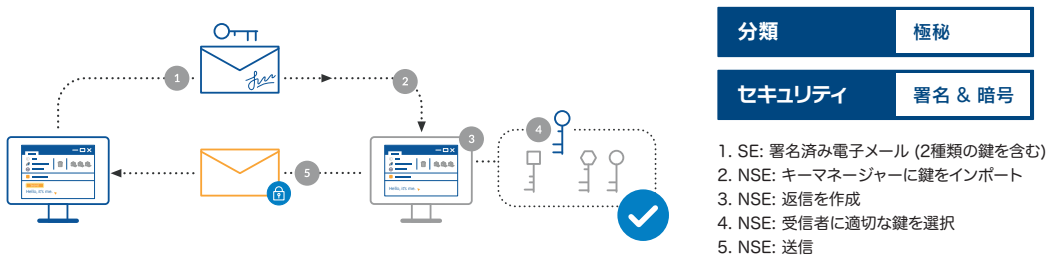 分類 極秘
セキュリティ 署名 & 暗号
1
2
3
4
5
Hello, it's me.
Hello, it's me.
1. SE: 署名済み電子メール (2種類の鍵を含む)
2. NSE: キーマネージャーに鍵をインポート
3. NSE: 返信を作成
4. NSE: 受信者に適切な鍵を選択
5. NSE: 送信